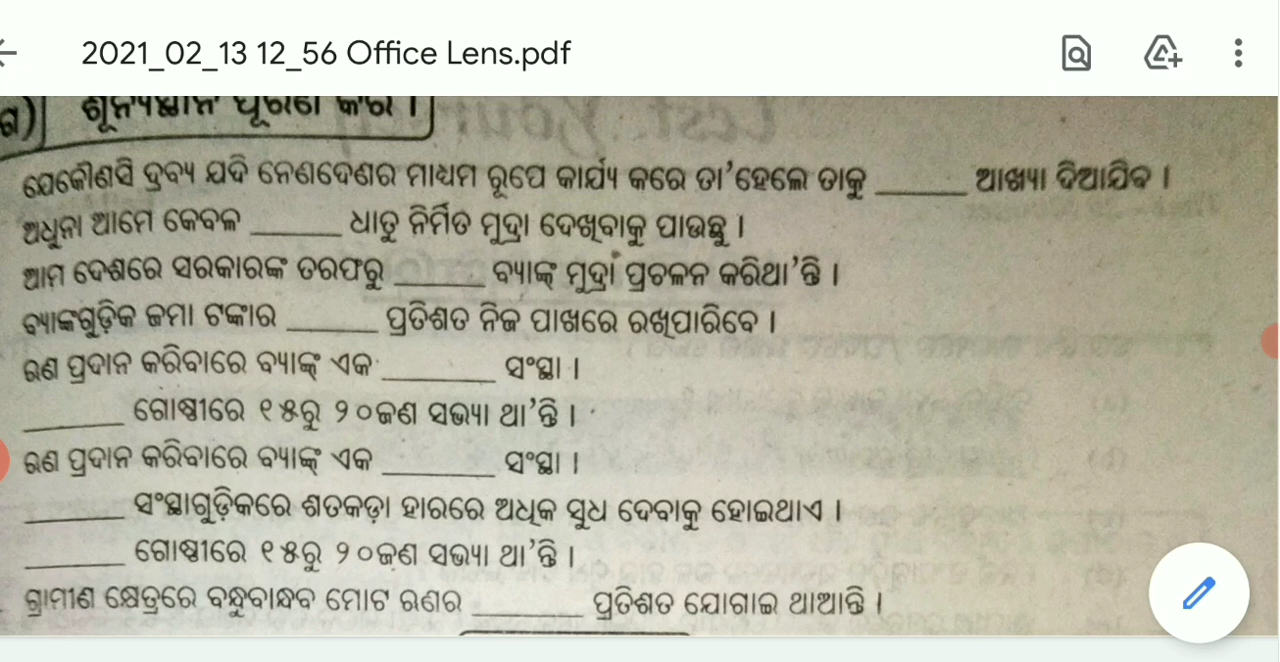 2021_02_13 12_56 Office Lens.pdf
ଗ) ଶୂନ୍ୟସ୍ଥାନ ପୂରଣ କର ।
ଯେକୌଣସି ଦ୍ରବ୍ୟ ଯଦି ନେଣଦେଣର ମାଧ୍ୟମ ରୂପେ କାର୍ଯ୍ୟ କରେ ତା'ହେଲେ ତାକୁ ______ ଆଖ୍ୟା ଦିଆଯିବ ।
ଅଧୁନା ଆମେ କେବଳ ______ ଧାତୁ ନିର୍ମିତ ମୁଦ୍ରା ଦେଖିବାକୁ ପାଉଛୁ ।
ଆମ ଦେଶରେ ସରକାରଙ୍କ ତରଫରୁ ______ ବ୍ୟାଙ୍କ ମୁଦ୍ରା ପ୍ରଚଳନ କରିଥା'ନ୍ତି ।
ବ୍ୟାଙ୍କଗୁଡ଼ିକ ଜମା ଟଙ୍କାର ______ ପ୍ରତିଶତ ନିଜ ପାଖରେ ରଖିପାରିବେ ।
ଋଣ ପ୍ରଦାନ କରିବାରେ ବ୍ୟାଙ୍କ୍ ଏକ ______ ସଂସ୍ଥା ।
______ ଗୋଷ୍ଠୀରେ ୧୫ରୁ ୨୦ଜଣ ସଭ୍ୟା ଥା'ନ୍ତି ।
ଋଣ ପ୍ରଦାନ କରିବାରେ ବ୍ୟାଙ୍କ୍ ଏକ ______ ସଂସ୍ଥା ।
______ ସଂସ୍ଥାଗୁଡ଼ିକରେ ଶତକଡ଼ା ହାରରେ ଅଧିକ ସୁଧ ଦେବାକୁ ହୋଇଥାଏ ।
______ ଗୋଷ୍ଠୀରେ ୧୫ରୁ ୨୦ଜଣ ସଭ୍ୟା ଥା'ନ୍ତି ।
ଗ୍ରାମୀଣ କ୍ଷେତ୍ରରେ ବନ୍ଧୁବାନ୍ଧବ ମୋଟ ଋଣର ______ ପ୍ରତିଶତ ଯୋଗାଇ ଥାଆନ୍ତି ।